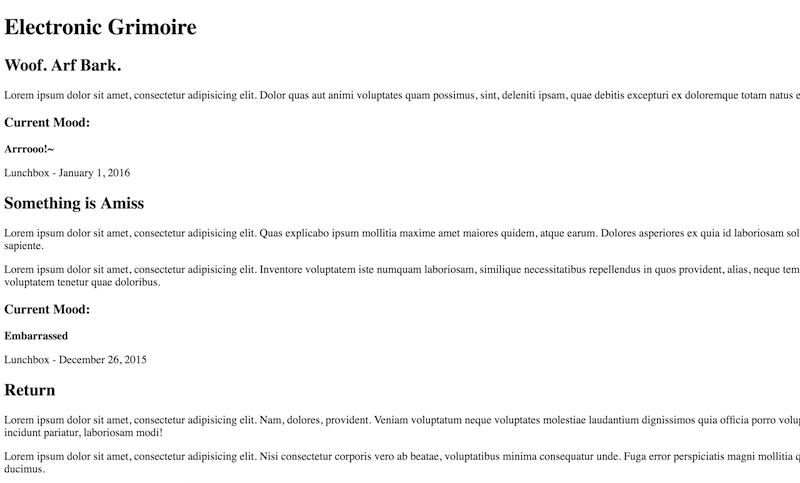 Electronic Grimoire
Woof. Arf Bark.
Lorem ipsum dolor sit amet, consectetur adipisicing elit. Dolor quas aut animi voluptates quam possimus, sint, deleniti ipsam, quae debitis excepturi ex doloremque totam natus
Current Mood:
Arrrooo!~
Lunchbox - January 1, 2016
Something is Amiss
Lorem ipsum dolor sit amet, consectetur adipisicing elit. Quas explicabo ipsum mollitia maxime amet maiores quidem, atque earum. Dolores asperiores ex quia id laboriosam
sapiente.
Lorem ipsum dolor sit amet, consectetur adipisicing elit. Inventore voluptatem iste numquam laboriosam, similique necessitatibus repellendus in quos provident, alias, neque
voluptatem tenetur quae doloribus.
Current Mood:
Embarrassed
Lunchbox - December 26, 2015
Return
Lorem ipsum dolor sit amet, consectetur adipisicing elit. Nam, dolores, provident. Veniam voluptatum neque voluptates molestiae laudantium dignissimos quia officia porro
incidunt pariatur, laboriosam modi!
Lorem ipsum dolor sit amet, consectetur adipisicing elit. Nisi consectetur corporis vero ab beatae, voluptatibus minima consequatur unde. Fuga error perspiciatis magni mollitia
ducimus.